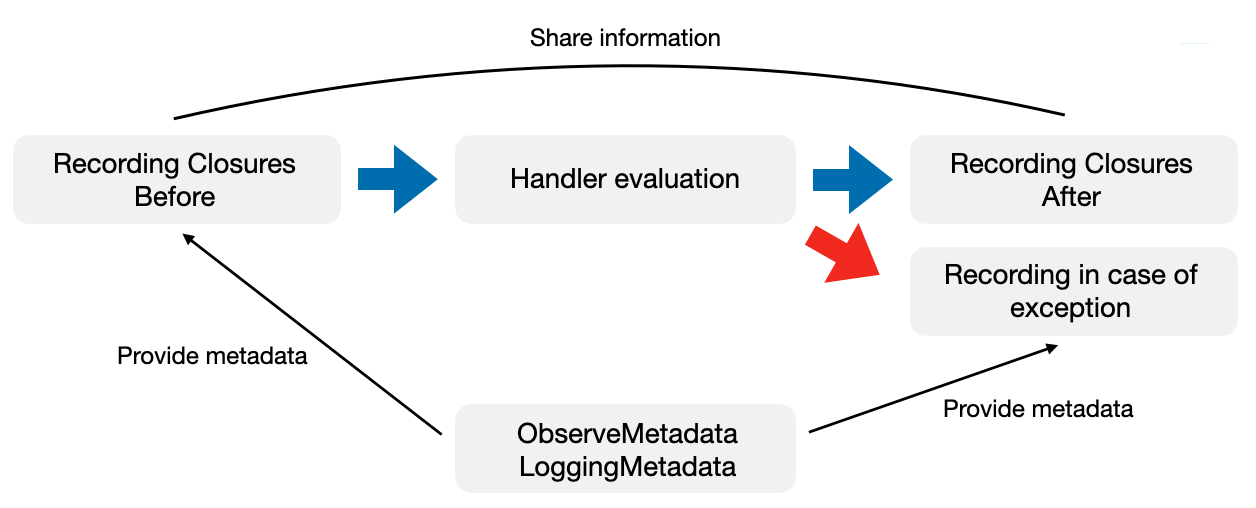 Share information
Recording Closures
Before
Handler evaluation
Recording Closures
After
Recording in case of
exception
Provide metadata
Provide metadata
ObserveMetadata
LoggingMetadata